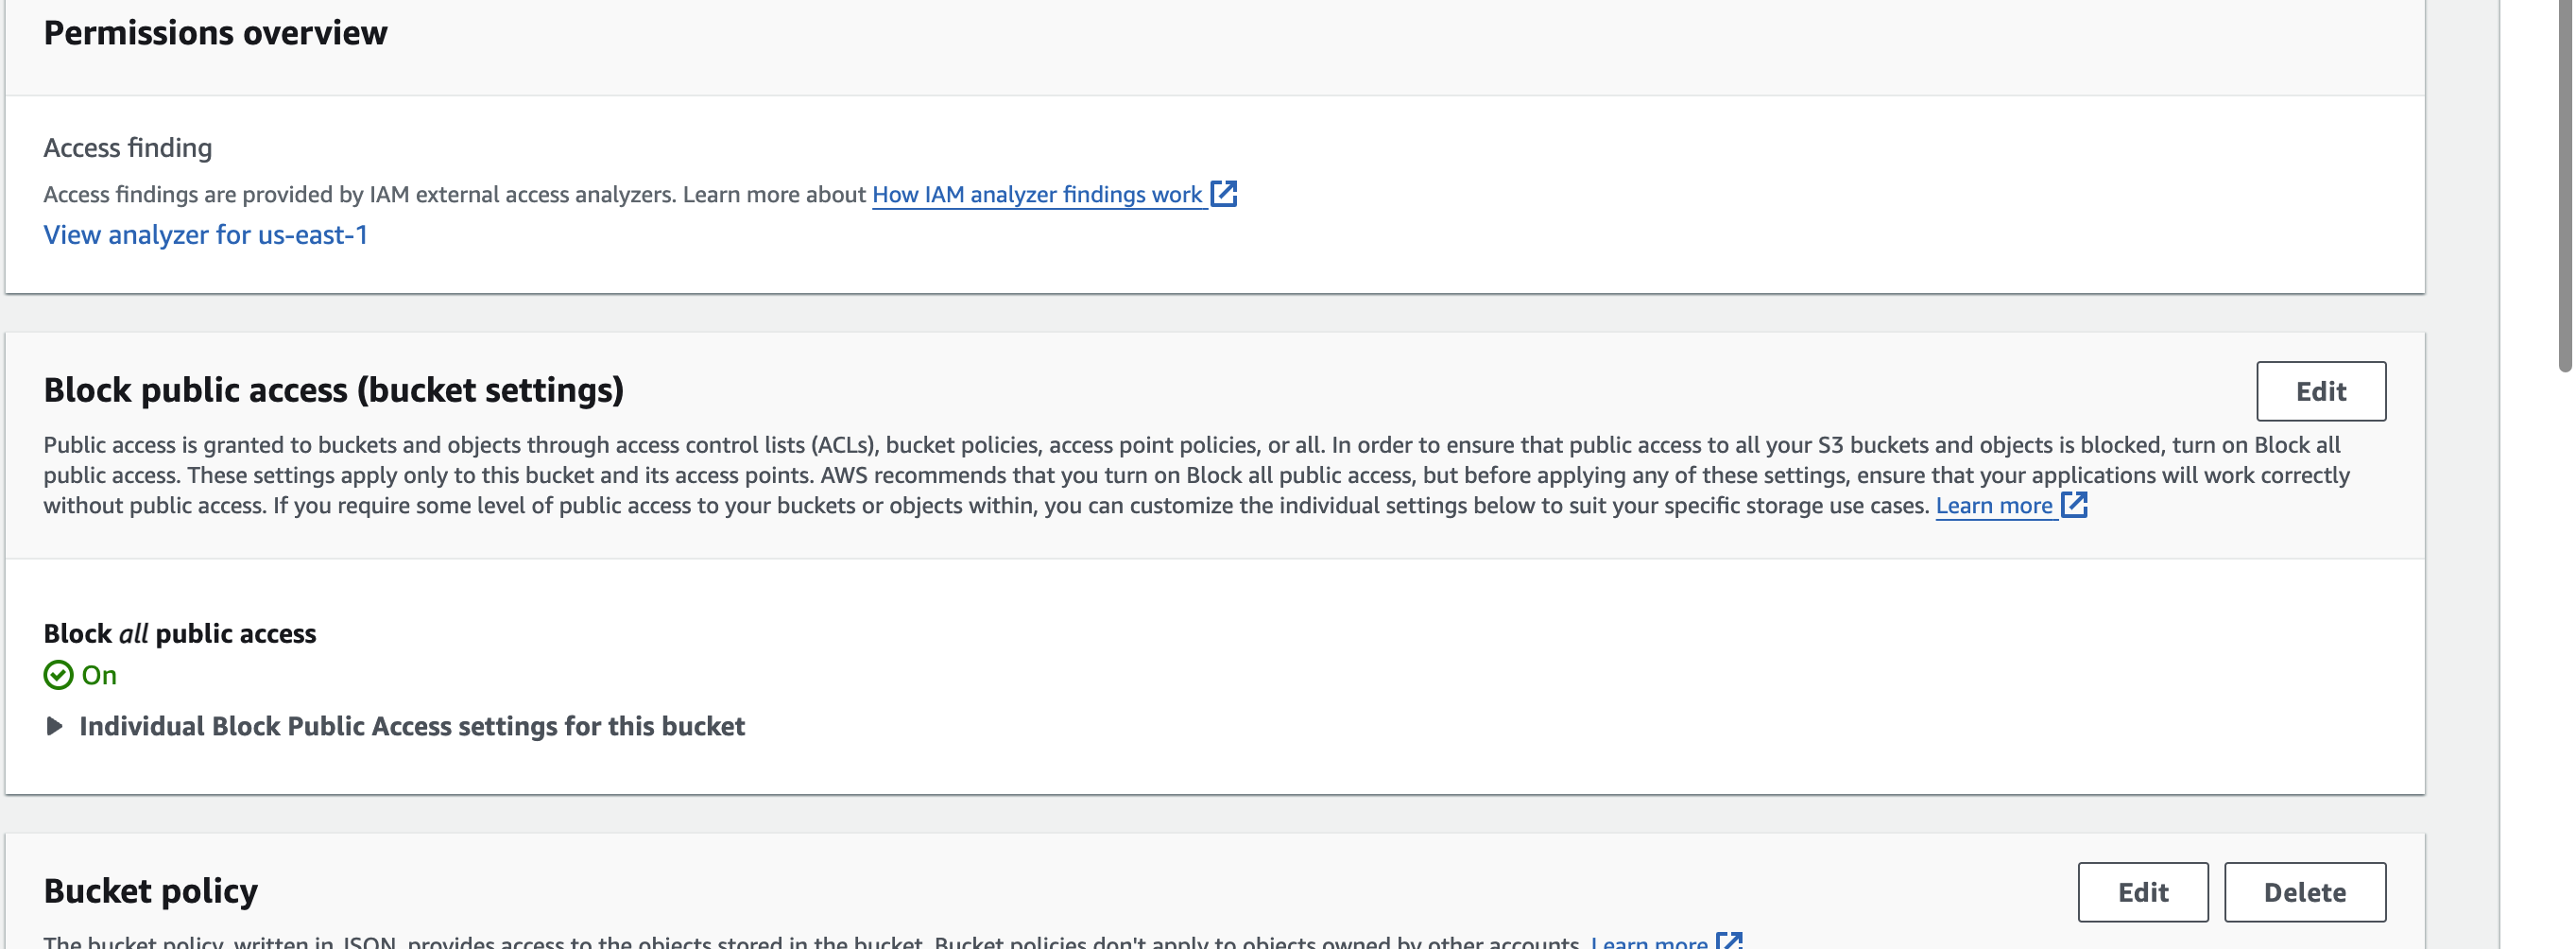 Permissions overview
Access finding
Access findings are provided by IAM external access analyzers. Learn more about How IAM analyzer findings work
View analyzer for us-east-1
Block public access (bucket settings)
Edit
Public access is granted to buckets and objects through access control lists (ACLs), bucket policies, access point policies, or all. In order to ensure that public access to all your S3 buckets and objects is blocked, turn on Block all
public access. These settings apply only to this bucket and its access points. AWS recommends that you turn on Block all public access, but before applying any of these settings, ensure that your applications will work correctly
without public access. If you require some level of public access to your buckets or objects within, you can customize the individual settings below to suit your specific storage use cases. Learn more
Block all public access
On
Individual Block Public Access settings for this bucket
Bucket policy
Edit
Delete
The bucket policy, written in JSON, provides access to the objects stored in the bucket. Bucket policies don't apply to objects owned by other accounts. Learn more